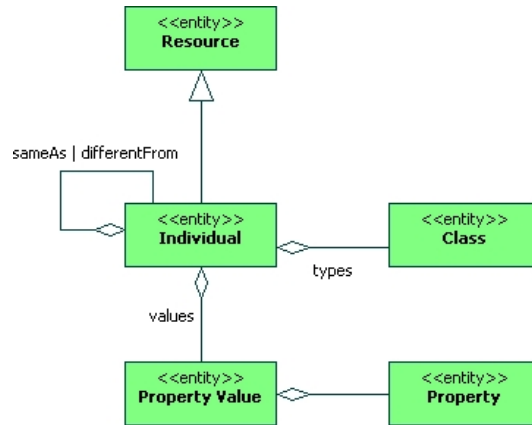 <<entity>>
Resource
sameAs | differentFrom
<<entity>>
Individual
<<entity>>
Class
types
values
<<entity>>
Property Value
<<entity>>
Property